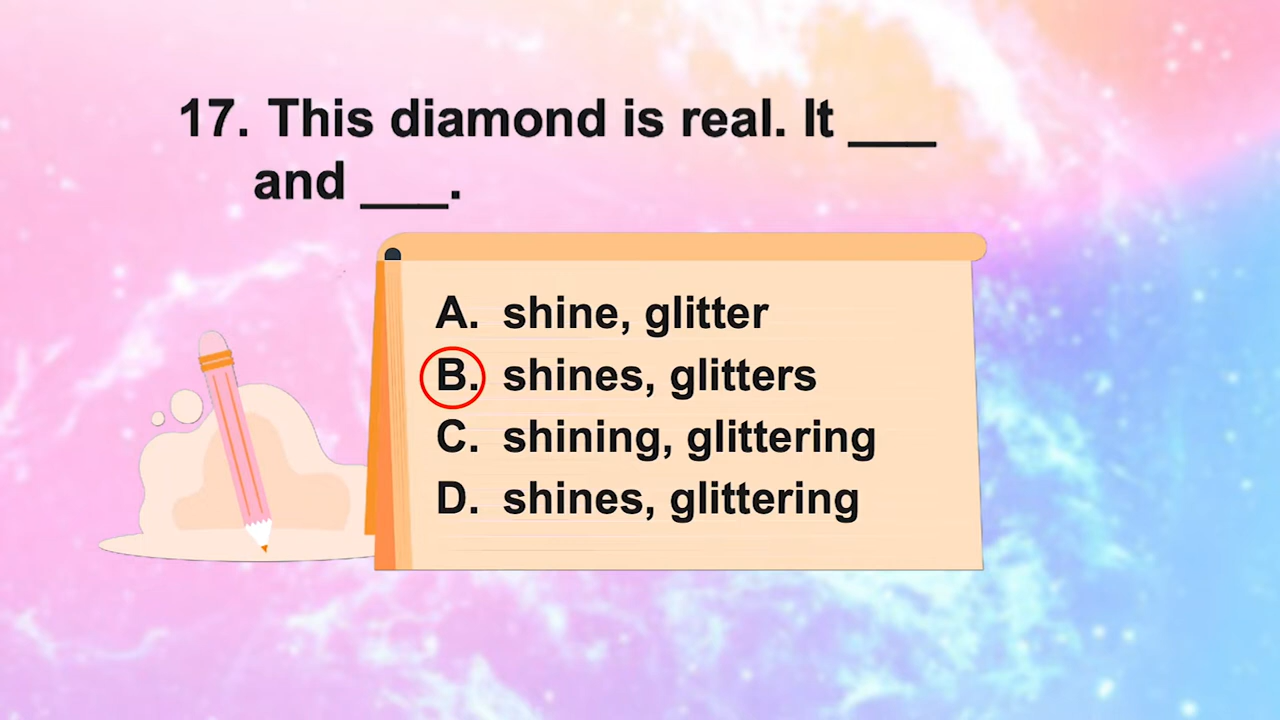 17. This diamond is real. It ___
and ___.
A. shine, glitter
B. shines, glitters
C. shining, glittering
D. shines, glittering